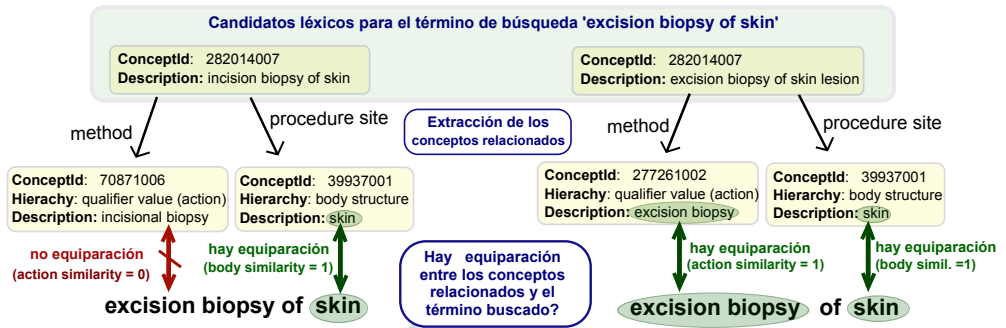 Candidatos léxicos para el término de búsqueda 'excision biopsy of skin'
ConceptId: 282014007
Description: incision biopsy of skin
ConceptId: 282014007
Description: excision biopsy of skin lesion
method
procedure site
Extracción de los
conceptos relacionados
method
procedure site
ConceptId: 70871006
Hierachy: qualifier value (action)
Description: incisional biopsy
ConceptId: 39937001
Hierarchy: body structure
Description: skin
ConceptId: 277261002
Hierachy: qualifier value (action)
Description: excision biopsy
ConceptId: 39937001
Hierarchy: body structure
Description: skin
no equiparación
(action similarity = 0)
hay equiparación
(body similarity = 1)
Hay equiparación
entre los conceptos
relacionados y el
término buscado?
hay equiparación
(action similarity = 1)
hay equiparación
(body simil. =1)
excision biopsy of skin
excision biopsy of skin